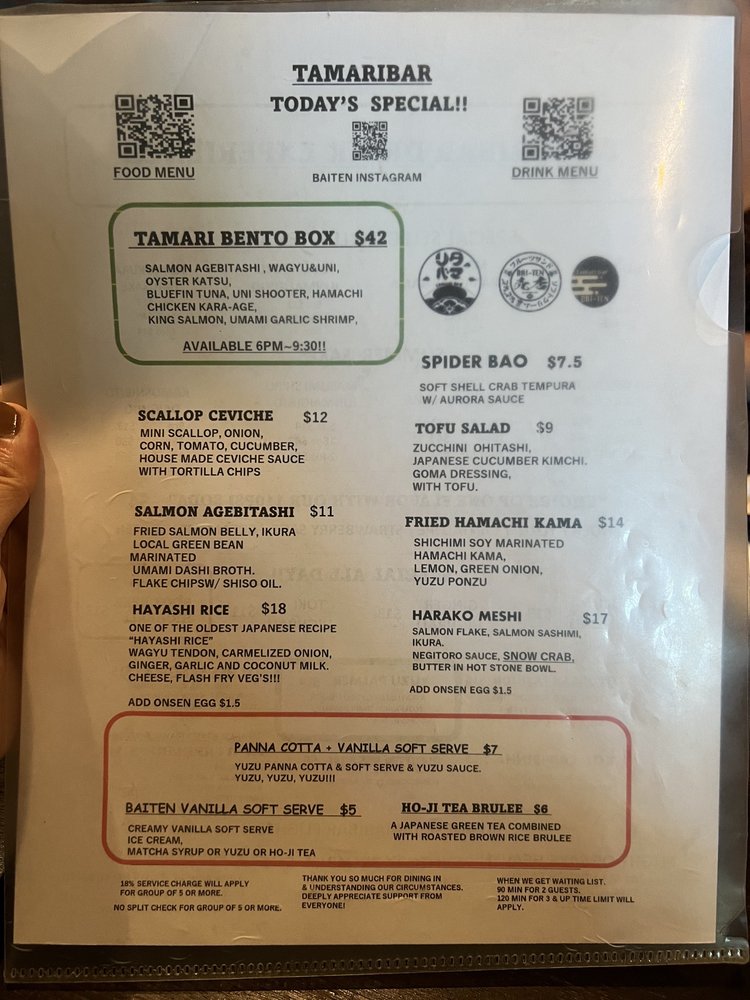 TAMARIBAR
TODAY'S SPECIAL!!
FOOD MENU
BAITEN INSTAGRAM
DRINK MENU
TAMARI BENTO BOX $42
SALMON AGEBITASHI , WAGYU&UNI,
OYSTER KATSU,
BLUEFIN TUNA, UNI SHOOTER, HAMACHI
CHICKEN KARA-AGE,
KING SALMON, UMAMI GARLIC SHRIMP,
AVAILABLE 6PM~9:30!!
フルーツサンド
BAI-TEN
BAI-TEN
SPIDER BAO $7.5
SOFT SHELL CRAB TEMPURA
W/ AURORA SAUCE
SCALLOP CEVICHE $12
MINI SCALLOP, ONION,
CORN, TOMATO, CUCUMBER,
HOUSE MADE CEVICHE SAUCE
WITH TORTILLA CHIPS
TOFU SALAD $9
ZUCCHINI OHITASHI,
JAPANESE CUCUMBER KIMCHI.
GOMA DRESSING,
WITH TOFU.
SALMON AGEBITASHI $11
FRIED SALMON BELLY, IKURA
LOCAL GREEN BEAN
MARINATED
UMAMI DASHI BROTH.
FLAKE CHIPSW/ SHISO OIL.
FRIED HAMACHI KAMA $14
SHICHIMI SOY MARINATED
HAMACHI KAMA,
LEMON, GREEN ONION,
YUZU PONZU
HAYASHI RICE $18
ONE OF THE OLDEST JAPANESE RECIPE
"HAYASHI RICE"
WAGYU TENDON, CARMELIZED ONION,
GINGER, GARLIC AND COCONUT MILK.
CHEESE, FLASH FRY VEG'S!!!
ADD ONSEN EGG $1.5
HARAKO MESHI $17
SALMON FLAKE, SALMON SASHIMI,
IKURA.
NEGITORO SAUCE, SNOW CRAB,
BUTTER IN HOT STONE BOWL.
ADD ONSEN EGG $1.5
PANNA COTTA + VANILLA SOFT SERVE $7
YUZU PANNA COTTA & SOFT SERVE & YUZU SAUCE.
YUZU, YUZU, YUZU!!!
BAITEN VANILLA SOFT SERVE $5
CREAMY VANILLA SOFT SERVE
ICE CREAM,
MATCHA SYRUP OR YUZU OR HO-JI TEA
HO-JI TEA BRULEE $6
A JAPANESE GREEN TEA COMBINED
WITH ROASTED BROWN RICE BRULEE
18% SERVICE CHARGE WILL APPLY
FOR GROUP OF 5 OR MORE.
NO SPLIT CHECK FOR GROUP OF 5 OR MORE.
THANK YOU SO MUCH FOR DINING IN
& UNDERSTANDING OUR CIRCUMSTANCES.
DEEPLY APPRECIATE SUPPORT FROM
EVERYONE!
WHEN WE GET WAITING LIST.
90 MIN FOR 2 GUESTS.
120 MIN FOR 3 & UP TIME LIMIT WILL
APPLY.